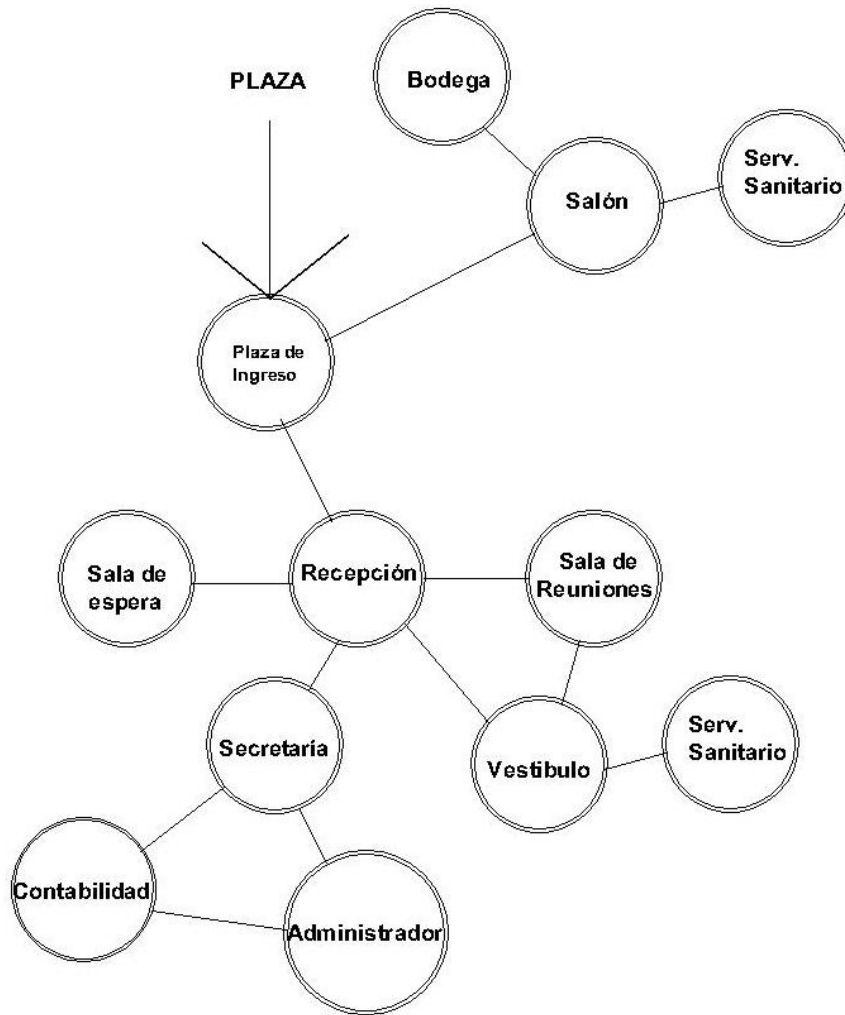 Bodega
PLAZA
Serv.
Sanitario
Salón
Plaza de
Ingreso
Sala de
espera
Recepción
Sala de
Reuniones
Secretaría
Vestibulo
Serv.
Sanitario
Contabilidad
Administrador